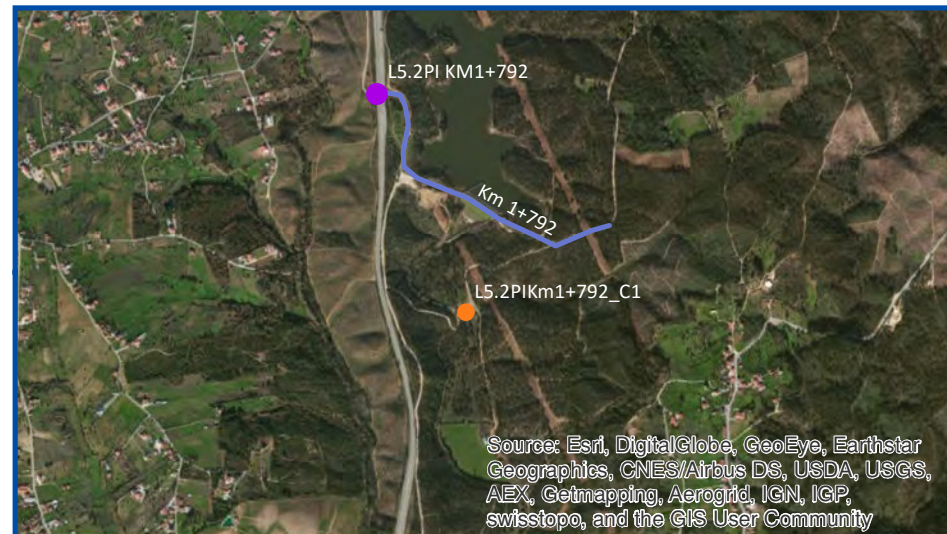 L5.2PI KM1+792
Km 1+792
L5.2PIKm1+792_C1
Source: Esri, DigitalGlobe, GeoEye, Earthstar
Geographics, CNES/Airbus DS, USDA, USGS,
AEX, Getmapping, Aerogrid, IGN, IGP,
swisstopo, and the GIS User Community